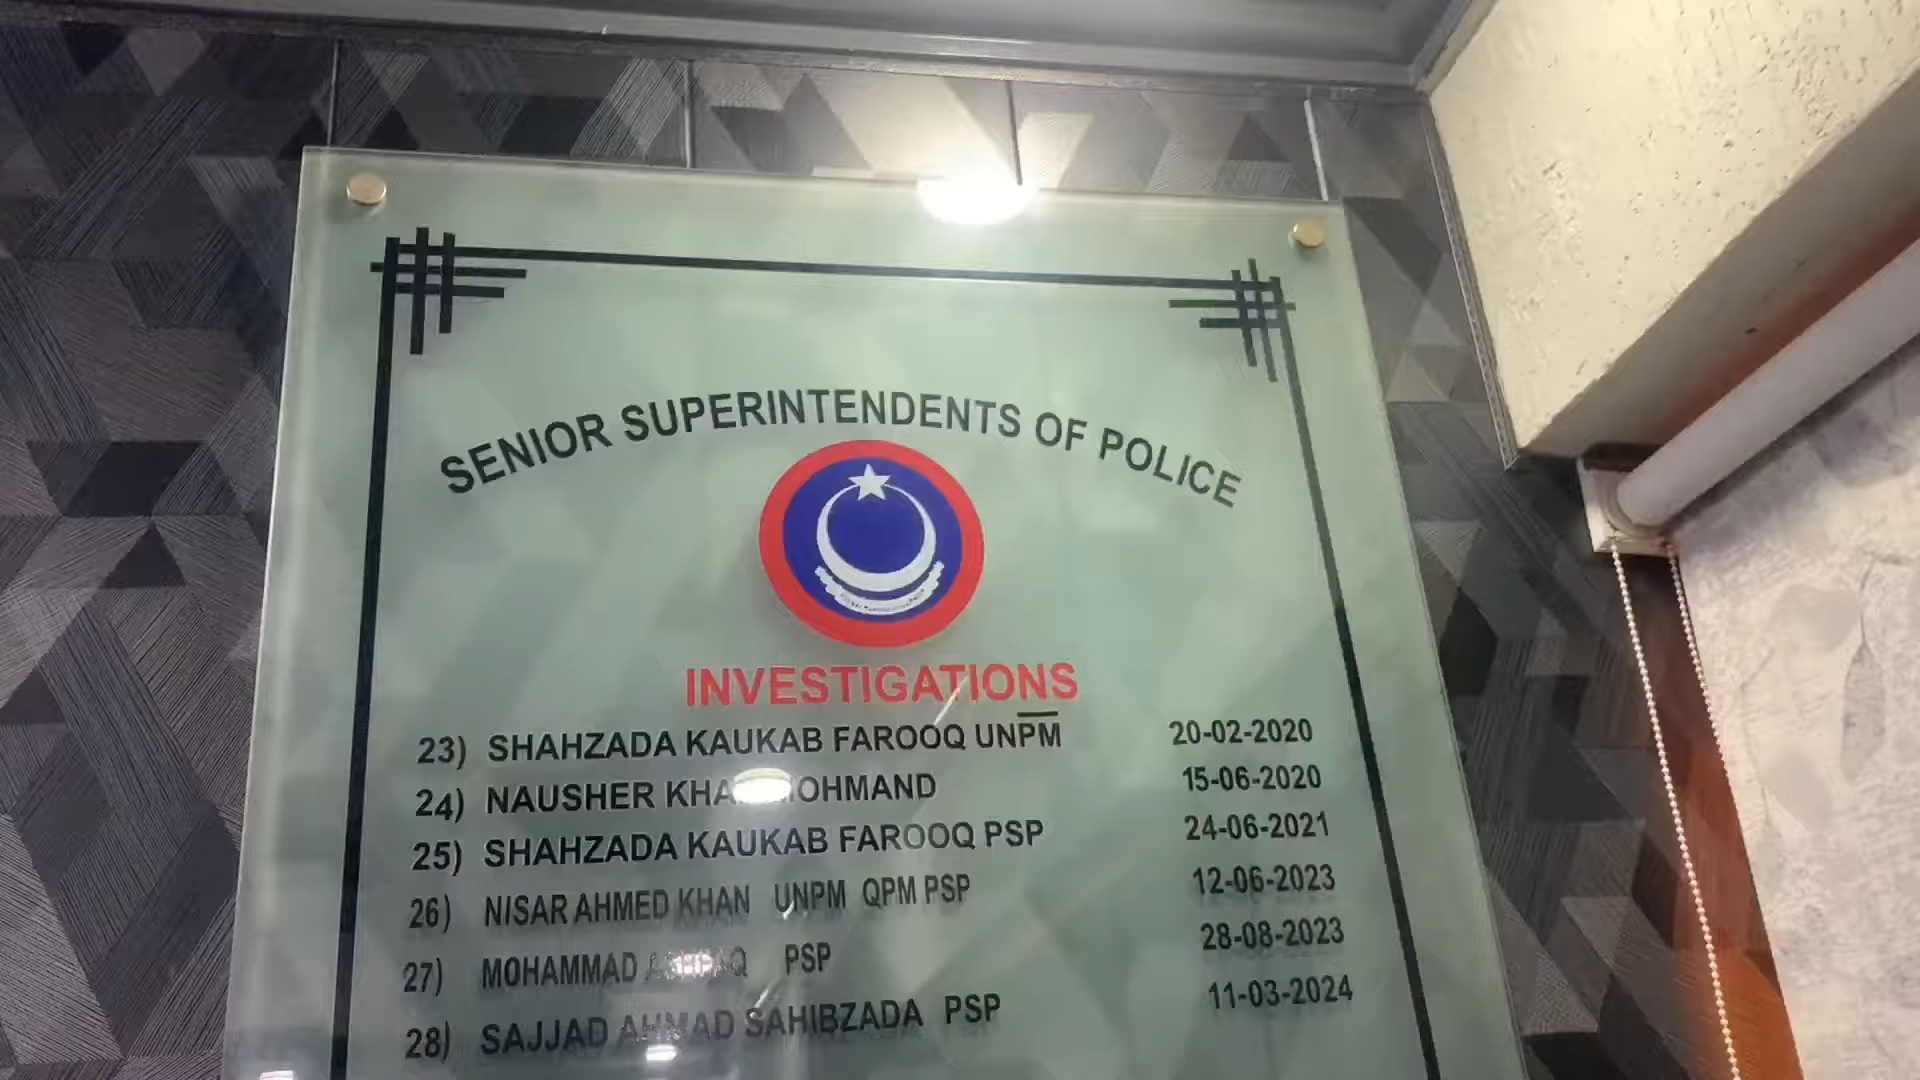 SENIOR SUPERINTENDENTS OF POLICE
INVESTIGATIONS
23) SHAHZADA KAUKAB FAROOQ UNPM 20-02-2020
24) NAUSHER 15-06-2020
25) SHAHZADA KAUKAB FAROOQ PSP 24-06-2021
26) NISAR AHMED KHAN UNPM QPM PSP 12-06-2023
27) MOHAMMAD PSP 28-08-2023
28) SAJJAD AHMAD SAHIBZADA PSP 11-03-2024